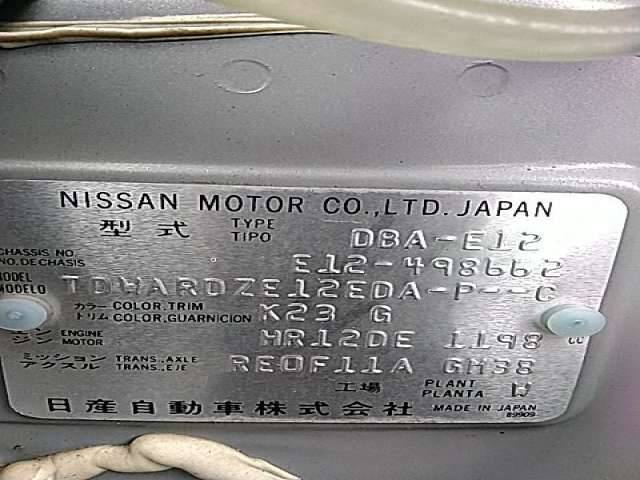 NISSAN MOTOR CO.,LTD. JAPAN
型式 TYPE TIPO DBA-E12
CHASSIS NO. NO. DE CHASIS E12-498662
MODEL MODELO TDWARDZE12EDA-P--C
カラー トリム COLOR,TRIM COLOR,GUARNICION K23 G
エンジン ENGINE MOTOR HR12DE 1198 cc
ミッション アクスル TRANS.,AXLE TRANS.,EJE RE0F11A GH38
工場 PLANT PLANTA W
日産自動車株式会社 MADE IN JAPAN
89909